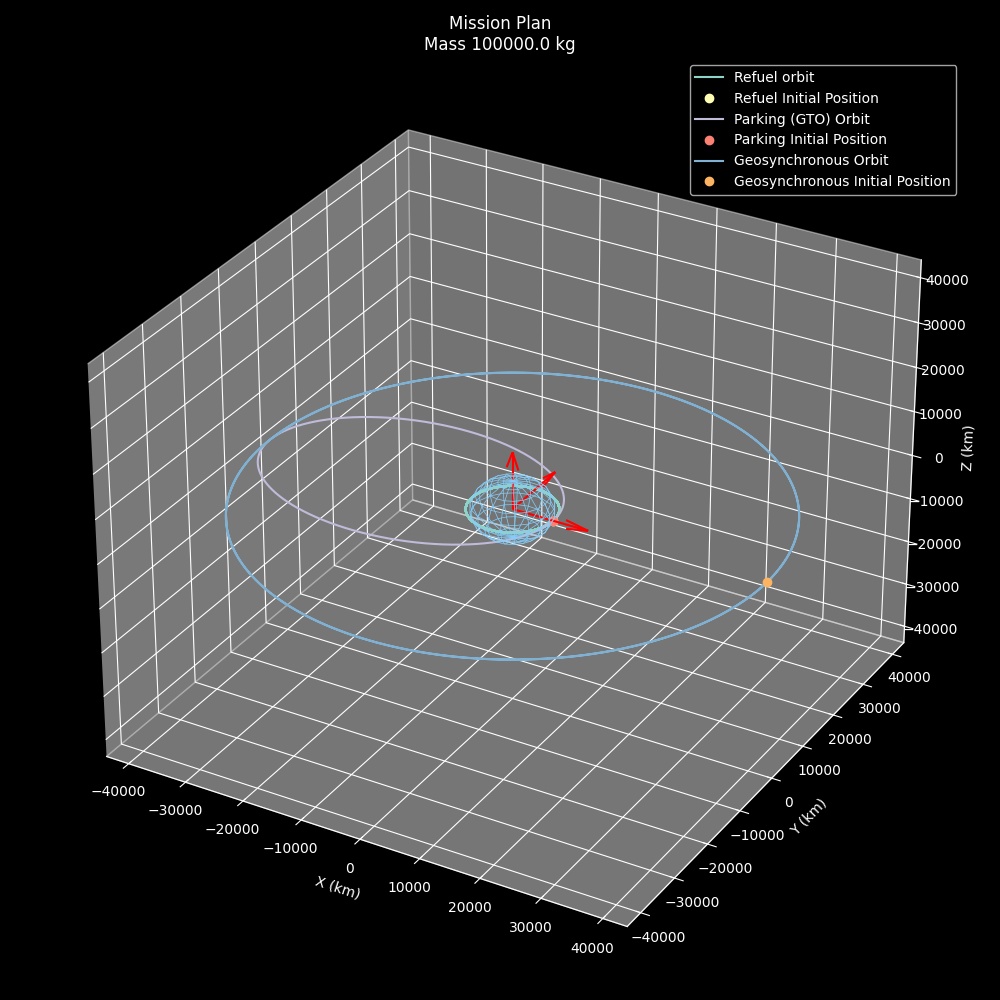 Mission Plan
Mass 100000.0 kg
Refuel orbit
Refuel Initial Position
Parking (GTO) Orbit
Parking Initial Position
Geosynchronous Orbit
Geosynchronous Initial Position
40000
30000
20000
10000
0
−10000
−20000
−30000
−40000
Z (km)
40000
30000
20000
10000
0
−10000
−20000
−30000
−40000
Y (km)
−40000
−30000
−20000
−10000
0
10000
20000
30000
40000
X (km)